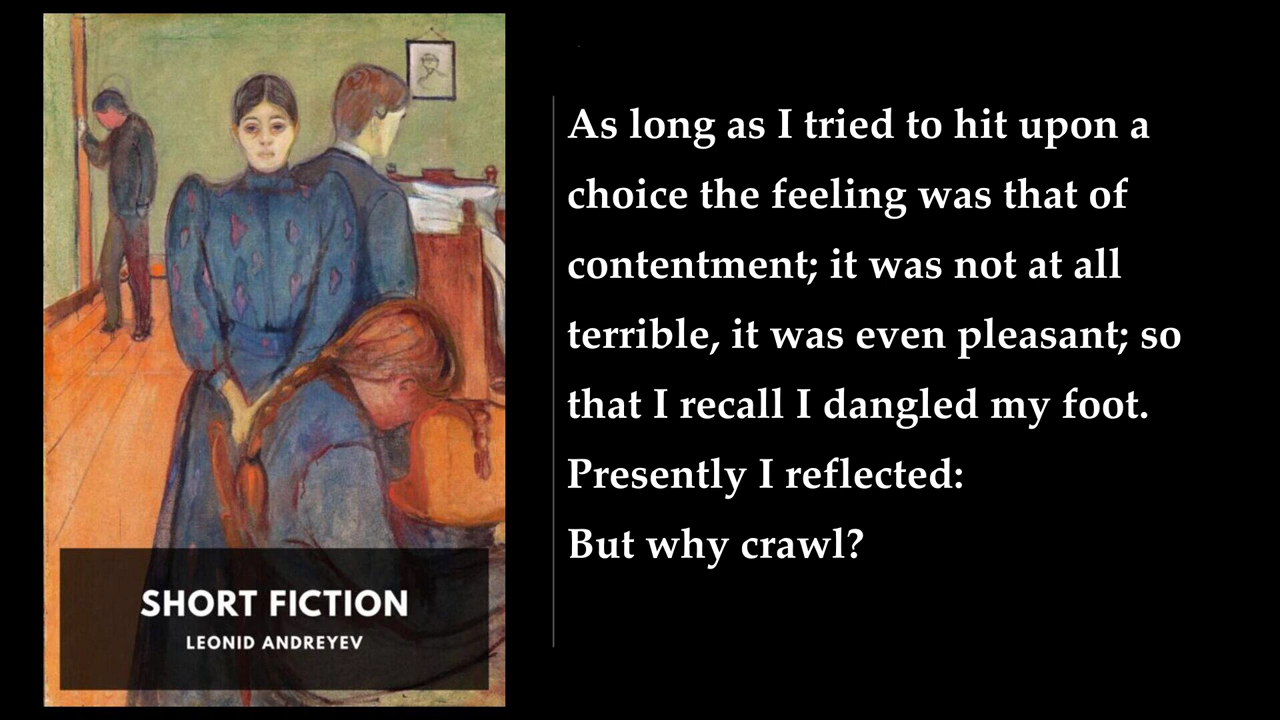 SHORT FICTION
LEONID ANDREYEV
As long as I tried to hit upon a
choice the feeling was that of
contentment; it was not at all
terrible, it was even pleasant; so
that I recall I dangled my foot.
Presently I reflected:
But why crawl?